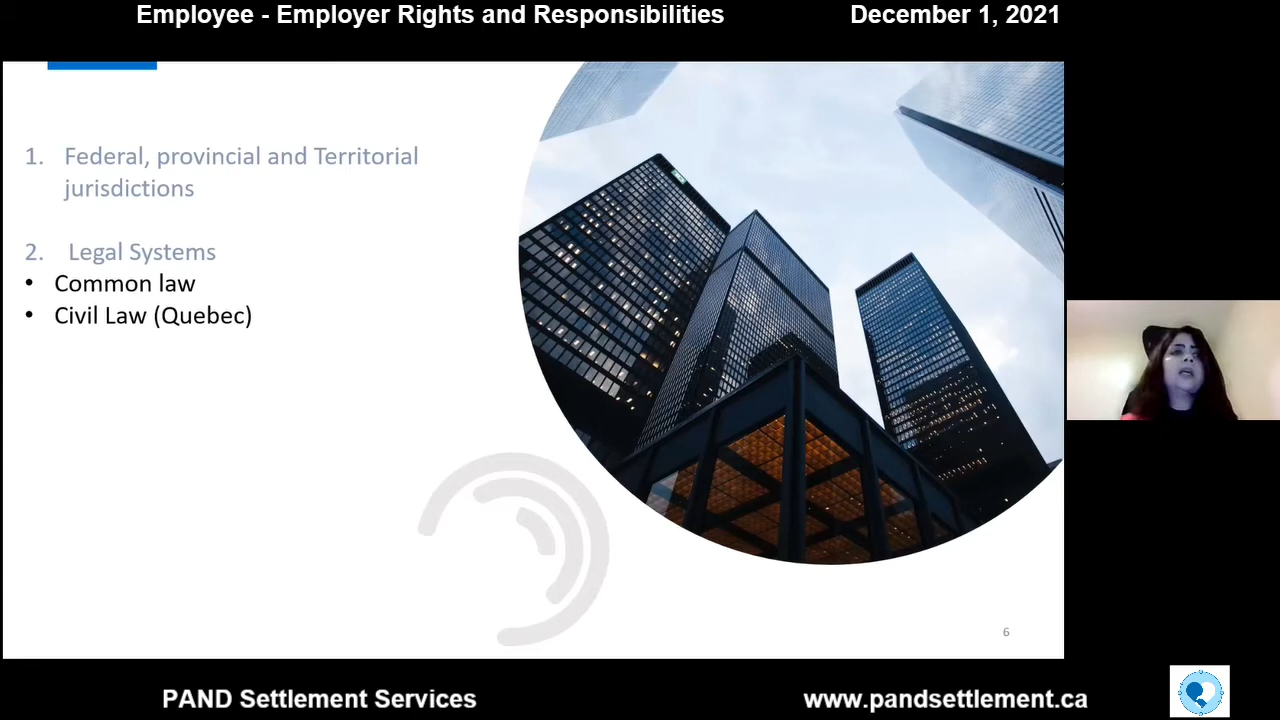 Employee - Employer Rights and Responsibilities
December 1, 2021
1. Federal, provincial and Territorial
jurisdictions
2. Legal Systems
• Common law
• Civil Law (Quebec)
6
PAND Settlement Services
www.pandsettlement.ca